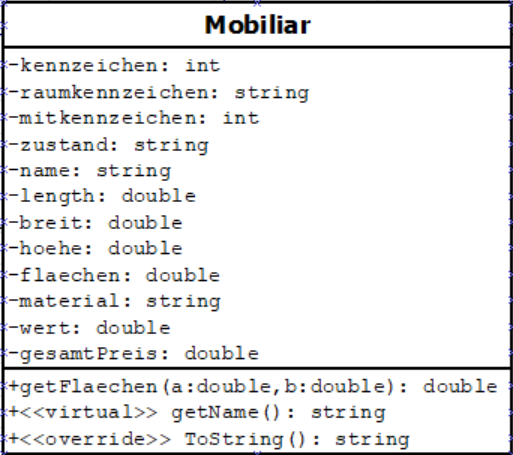 Mobiliar
-kennzeichen: int
-raumkennzeichen: string
-mitkennzeichen: int
-zustand: string
-name: string
-length: double
-breit: double
-hoehe: double
-flaechen: double
-material: string
-wert: double
-gesamtPreis: double
+getFlaechen(a:double,b:double): double
+<<virtual>> getName(): string
+<<override>> ToString(): string